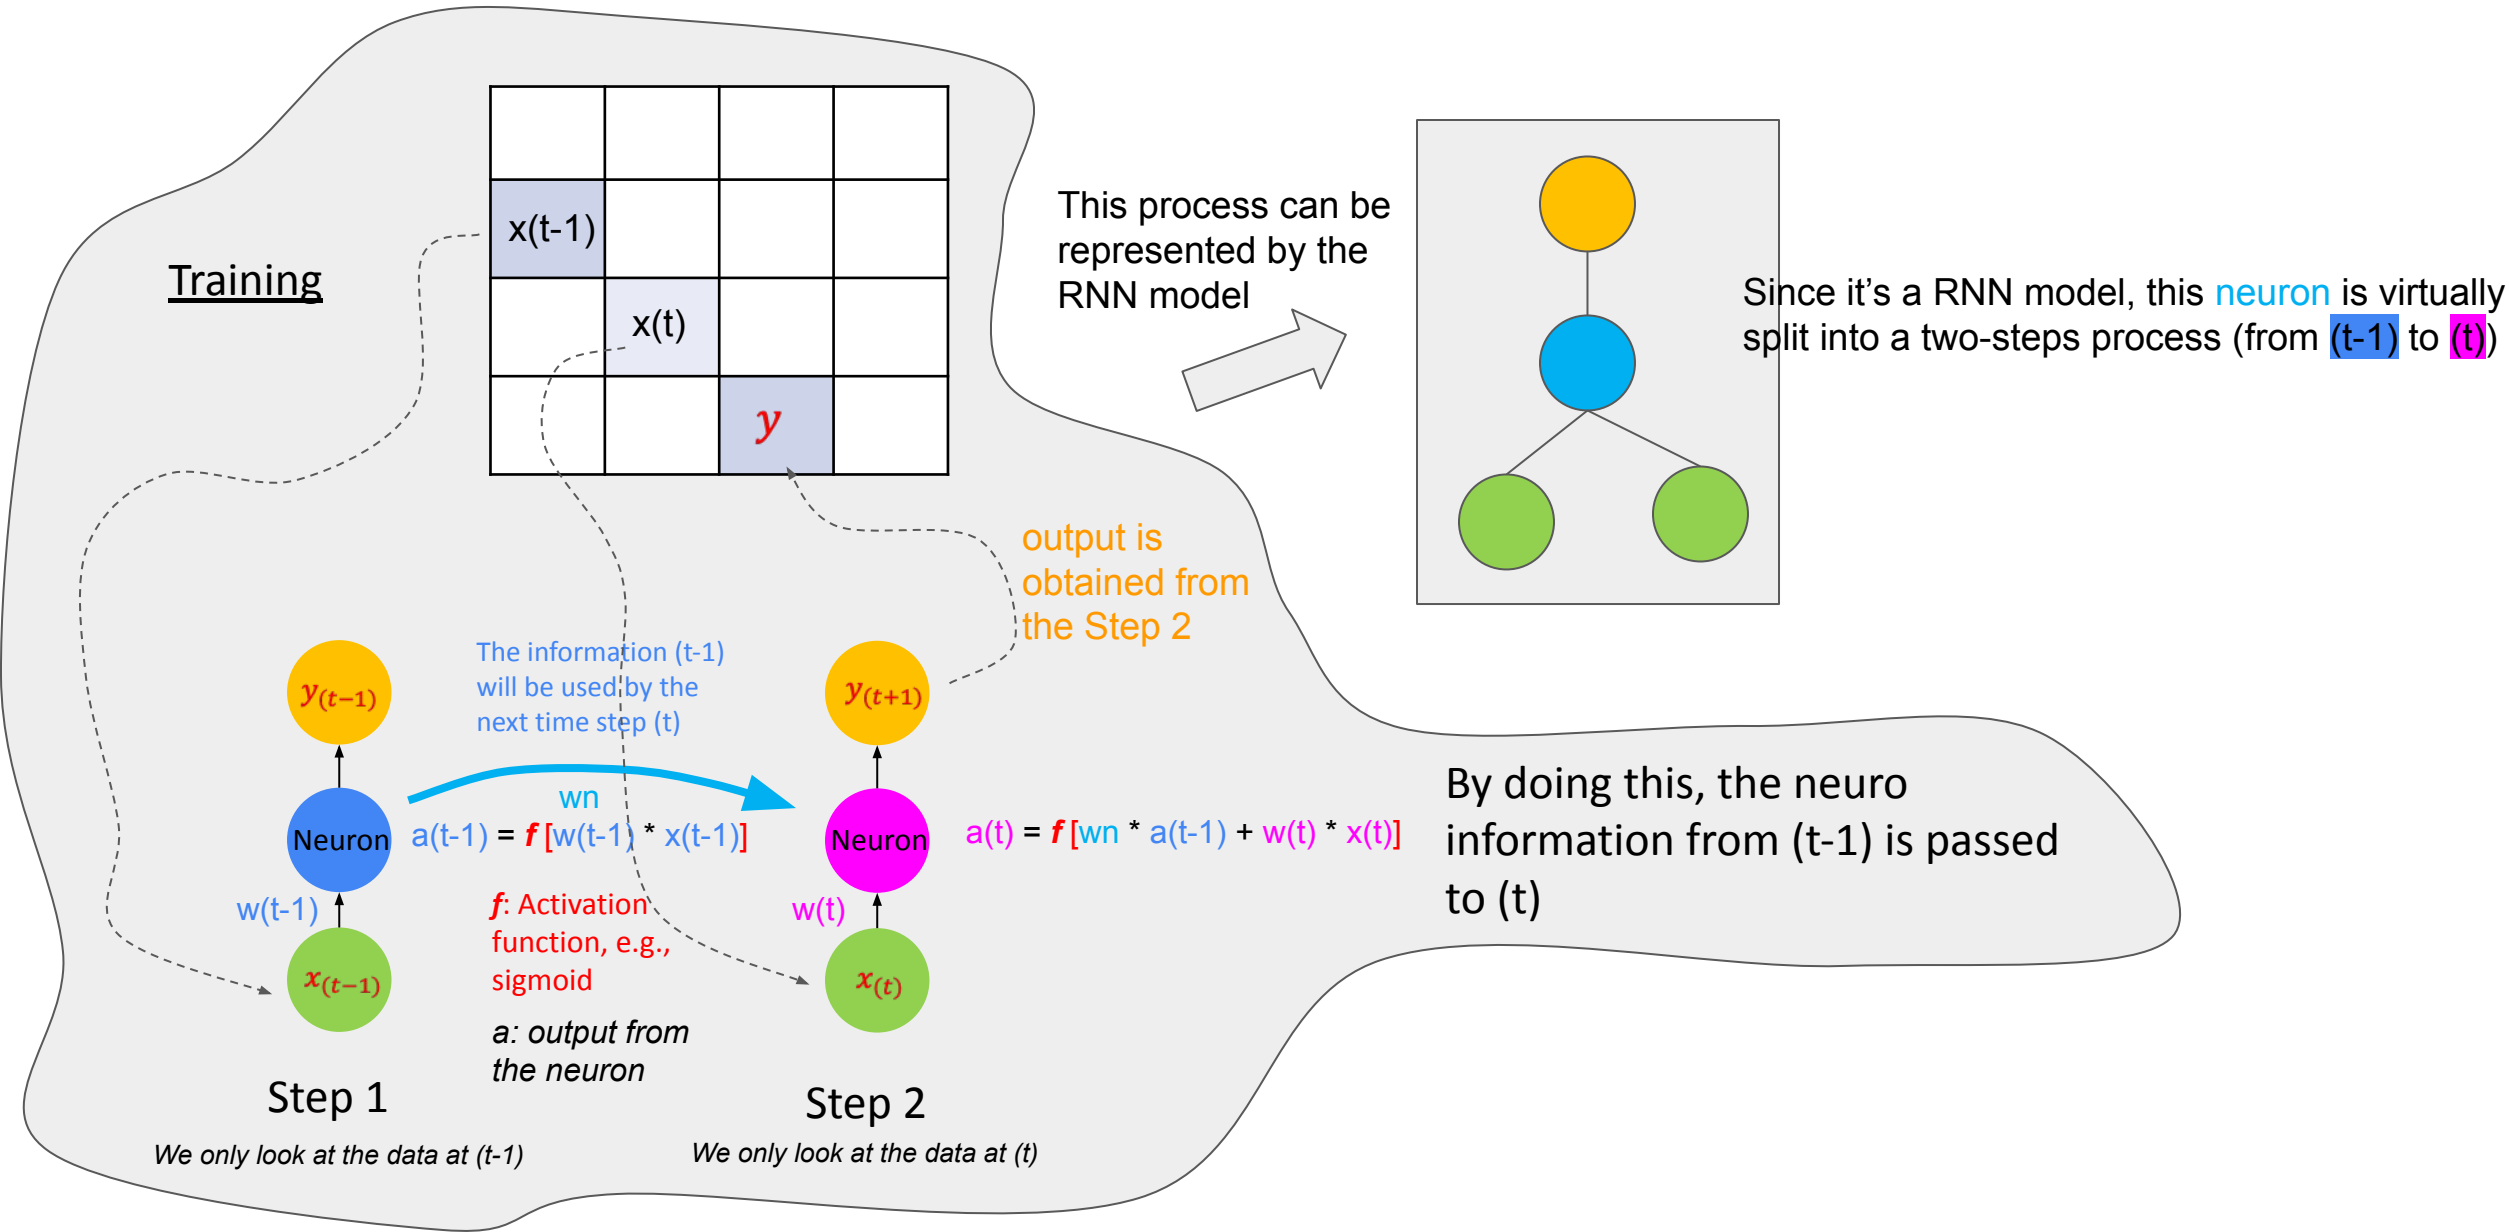 Training
x(t-1)
x(t)
y
This process can be
represented by the
RNN model
Since it's a RNN model, this neuron is virtually
split into a two-steps process (from (t-1) to (t))
output is
obtained from
the Step 2
The information (t-1)
will be used by the
next time step (t)
y(t−1)
y(t+1)
wn
Neuron
a(t-1) = f [w(t-1) * x(t-1)]
Neuron
a(t) = f [wn * a(t-1) + w(t) * x(t)]
w(t-1)
w(t)
f: Activation
function, e.g.,
sigmoid
x(t−1)
x(t)
a: output from
the neuron
Step 1
Step 2
We only look at the data at (t-1)
We only look at the data at (t)
By doing this, the neuro
information from (t-1) is passed
to (t)